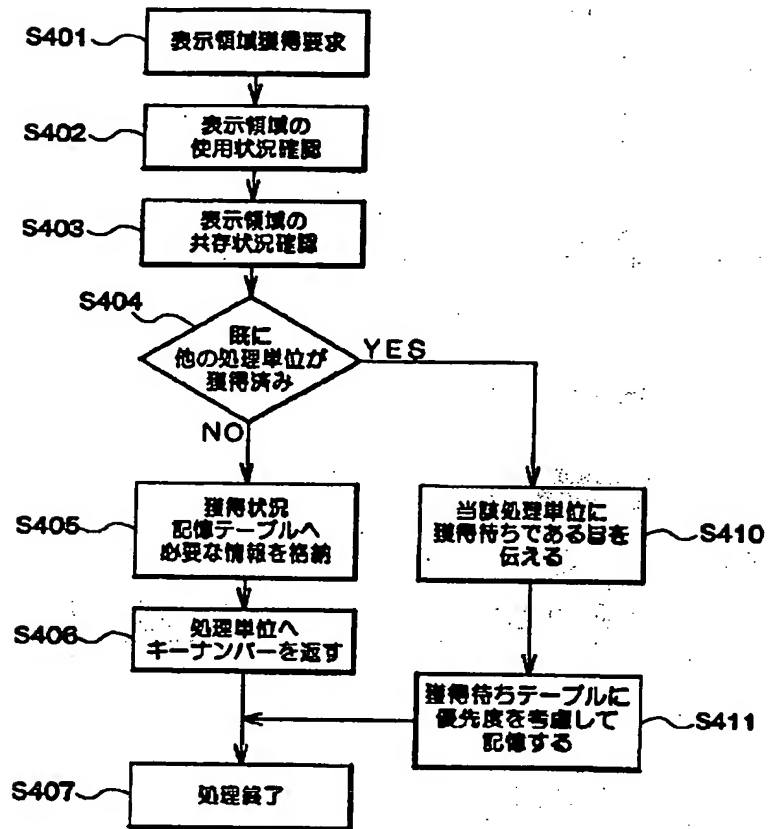 S401
表示領域獲得要求
S402
表示領域の
使用状況確認
S403
表示領域の
共存状況確認
S404
既に
他の処理単位が
獲得済み
YES
NO
S405
獲得状況
記憶テーブルへ
必要な情報を格納
S406
処理単位へ
キーナンバーを返す
S407
処理終了
当該処理単位に
獲得待ちである旨を
伝える
S410
獲得待ちテーブルに
優先度を考慮して
記憶する
S411